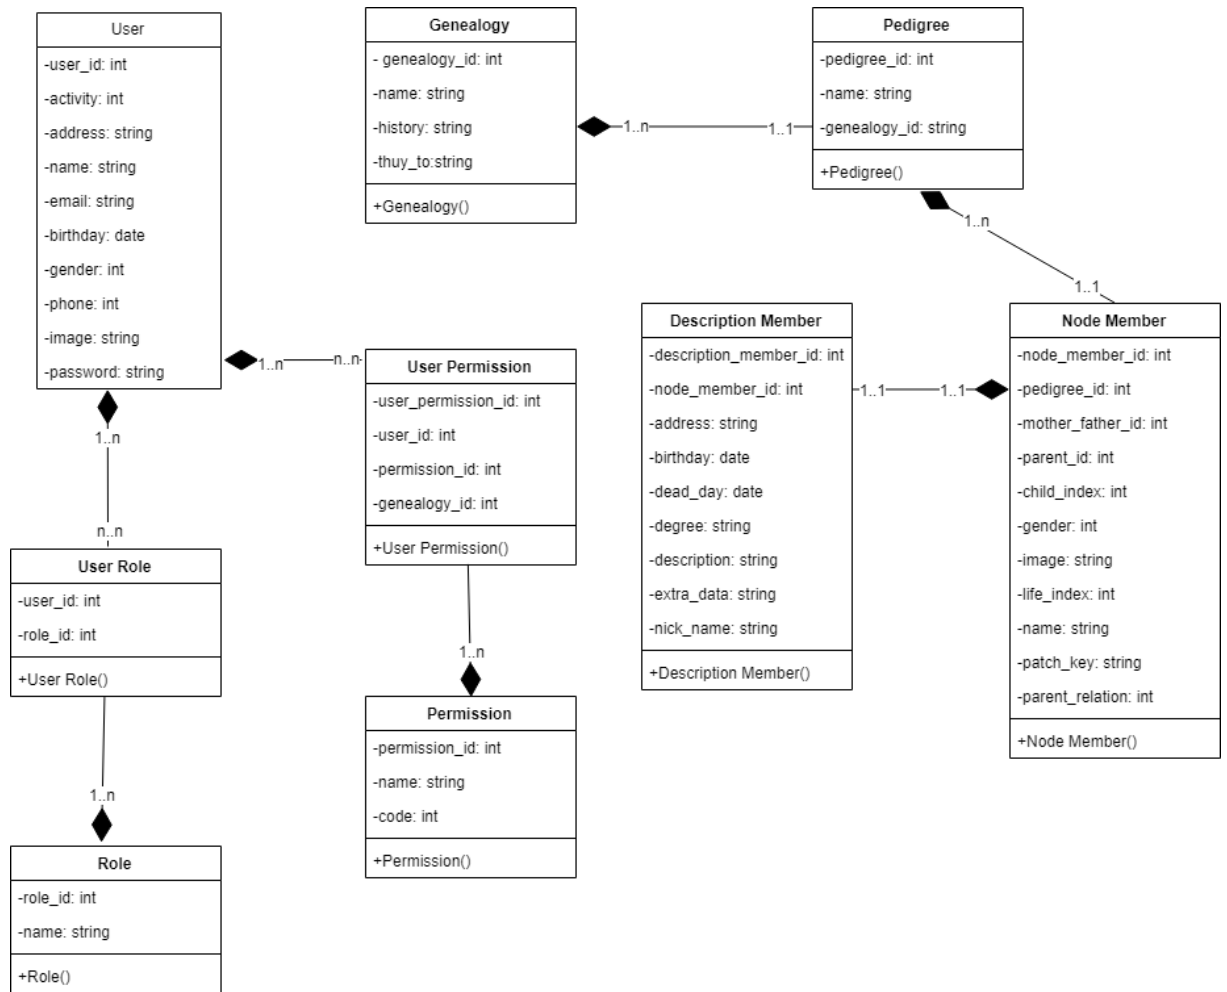 User
-user_id: int
-activity: int
-address: string
-name: string
-email: string
-birthday: date
-gender: int
-phone: int
-image: string
-password: string
1..n
n..n
1..n
n..n
Genealogy
- genealogy_id: int
-name: string
-history: string
-thuy_to:string
+Genealogy()
1..n
1..1
Pedigree
-pedigree_id: int
-name: string
-genealogy_id: string
+Pedigree()
1..n
1..1
User Permission
-user_permission_id: int
-user_id: int
-permission_id: int
-genealogy_id: int
+User Permission()
1..n
Permission
-permission_id: int
-name: string
-code: int
+Permission()
Description Member
-description_member_id: int
-node_member_id: int
-address: string
-birthday: date
-dead_day: date
-degree: string
-description: string
-extra_data: string
-nick_name: string
+Description Member()
1..1
1..1
Node Member
-node_member_id: int
-pedigree_id: int
-mother_father_id: int
-parent_id: int
-child_index: int
-gender: int
-image: string
-life_index: int
-name: string
-patch_key: string
-parent_relation: int
+Node Member()
User Role
-user_id: int
-role_id: int
+User Role()
1..n
Role
-role_id: int
-name: string
+Role()